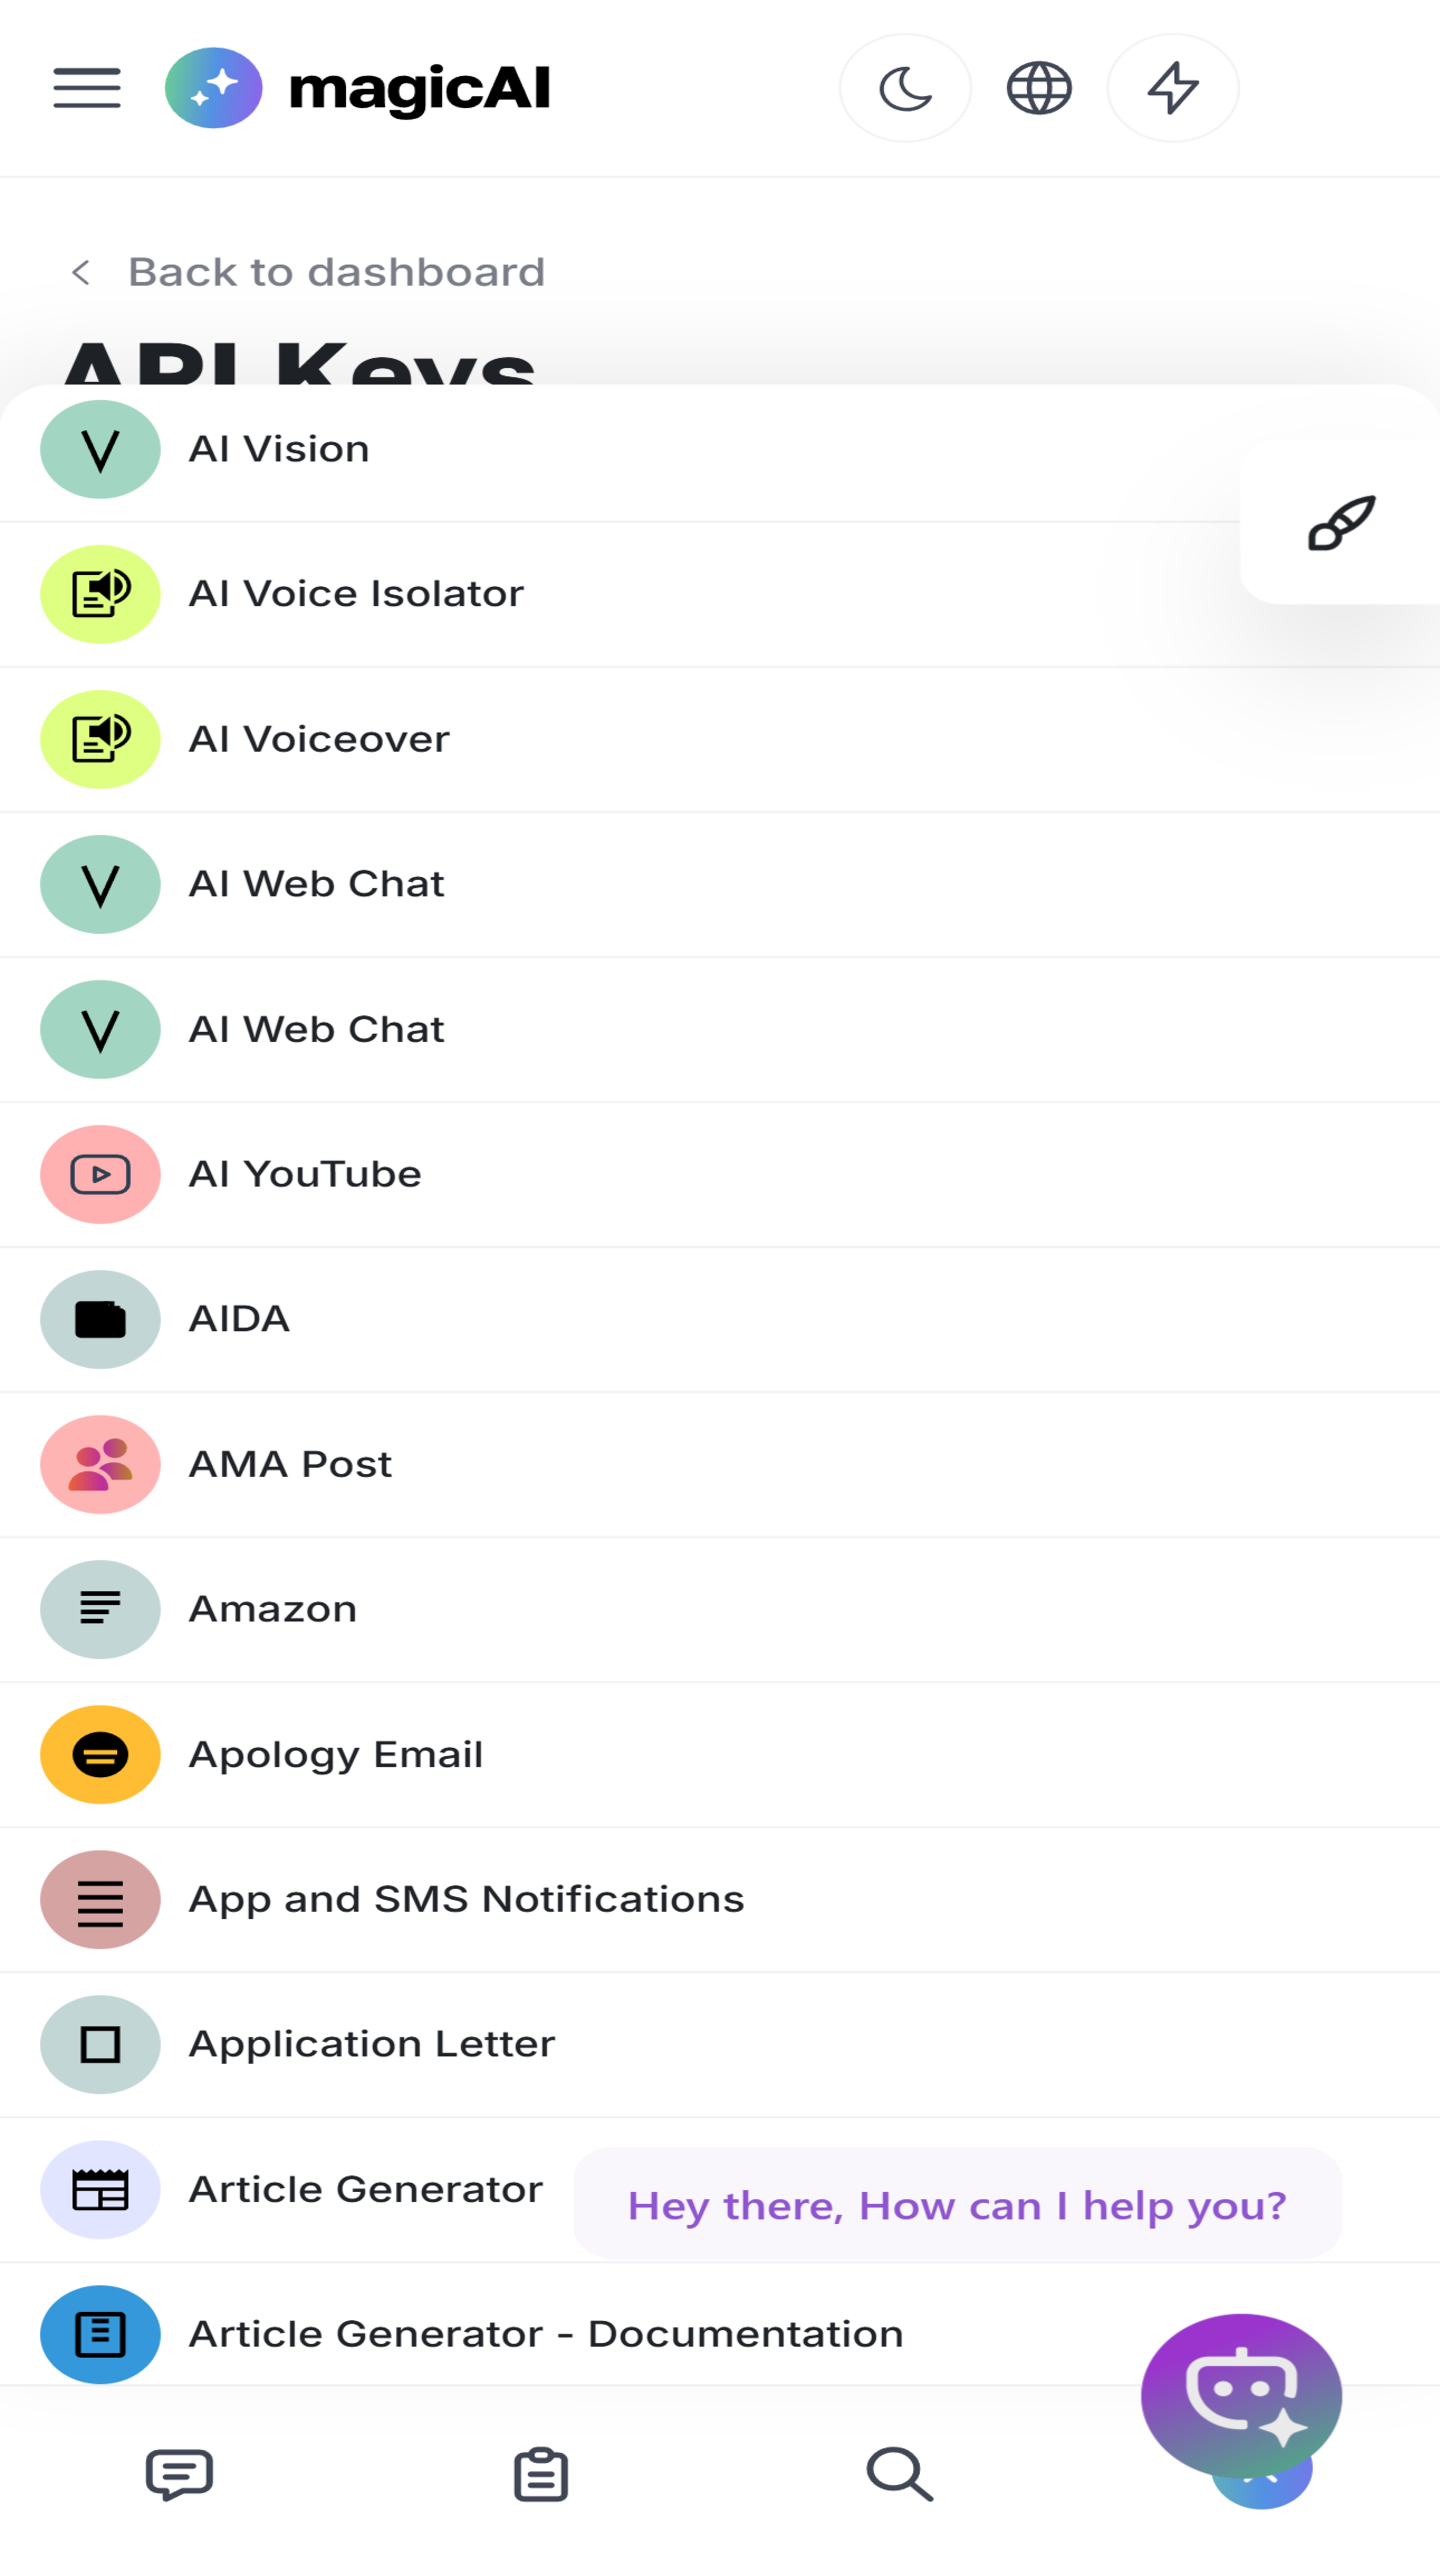 magicAI
Back to dashboard
API Keys
V AI Vision
AI Voice Isolator
AI Voiceover
V AI Web Chat
V AI Web Chat
AI YouTube
AIDA
AMA Post
Amazon
Apology Email
App and SMS Notifications
Application Letter
Article Generator
Hey there, How can I help you?
Article Generator - Documentation